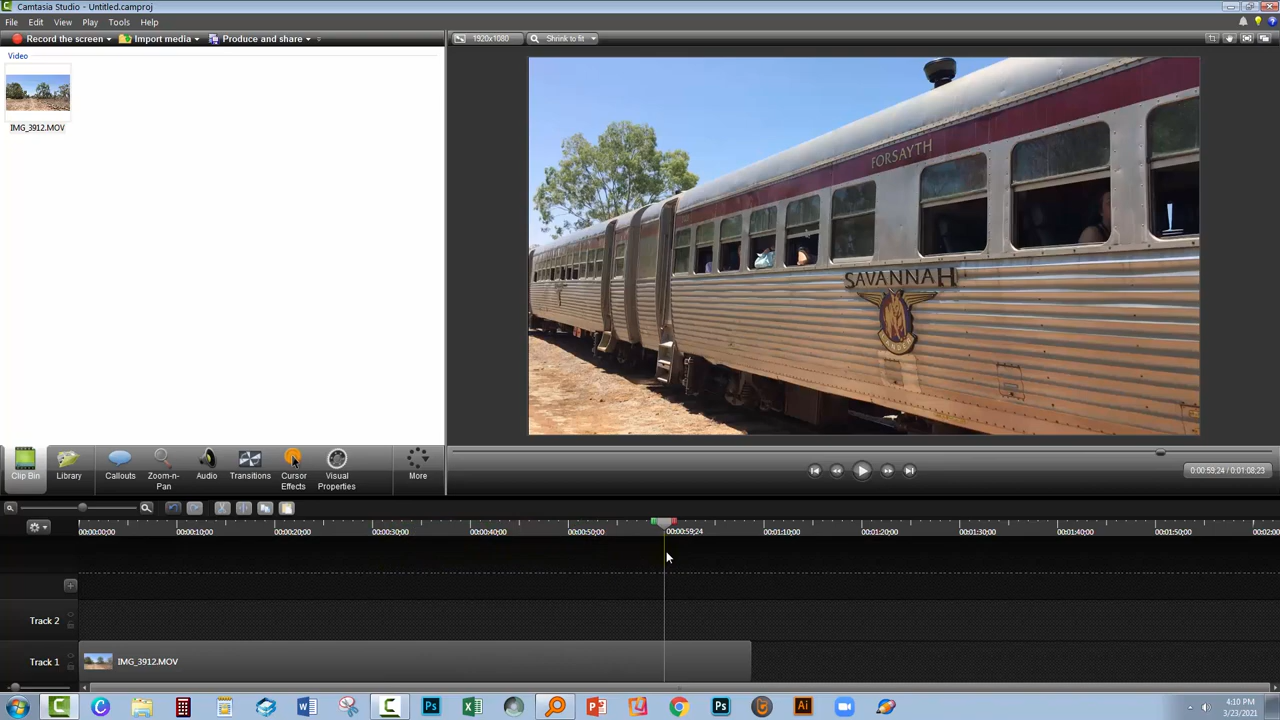 Camtasia Studio - Untitled.camproj
File Edit View Play Tools Help
Record the screen Import media Produce and share
1920x1080 Shrink to fit
Video
IMG_3912.MOV
FORSAYTH
SAVANNAH
LANDER
Clip Bin Library Callouts Zoom-n-Pan Audio Transitions Cursor Effects Visual Properties More
0:00:59;24 / 0:01:08;23
00:00:00;00 00:00:10;00 00:00:20;00 00:00:30;00 00:00:40;00 00:00:50;00 00:00:59;24 00:01:10;00 00:01:20;00 00:01:30;00 00:01:40;00 00:01:50;00
Track 2
Track 1 IMG_3912.MOV
4:10 PM
3/23/2021